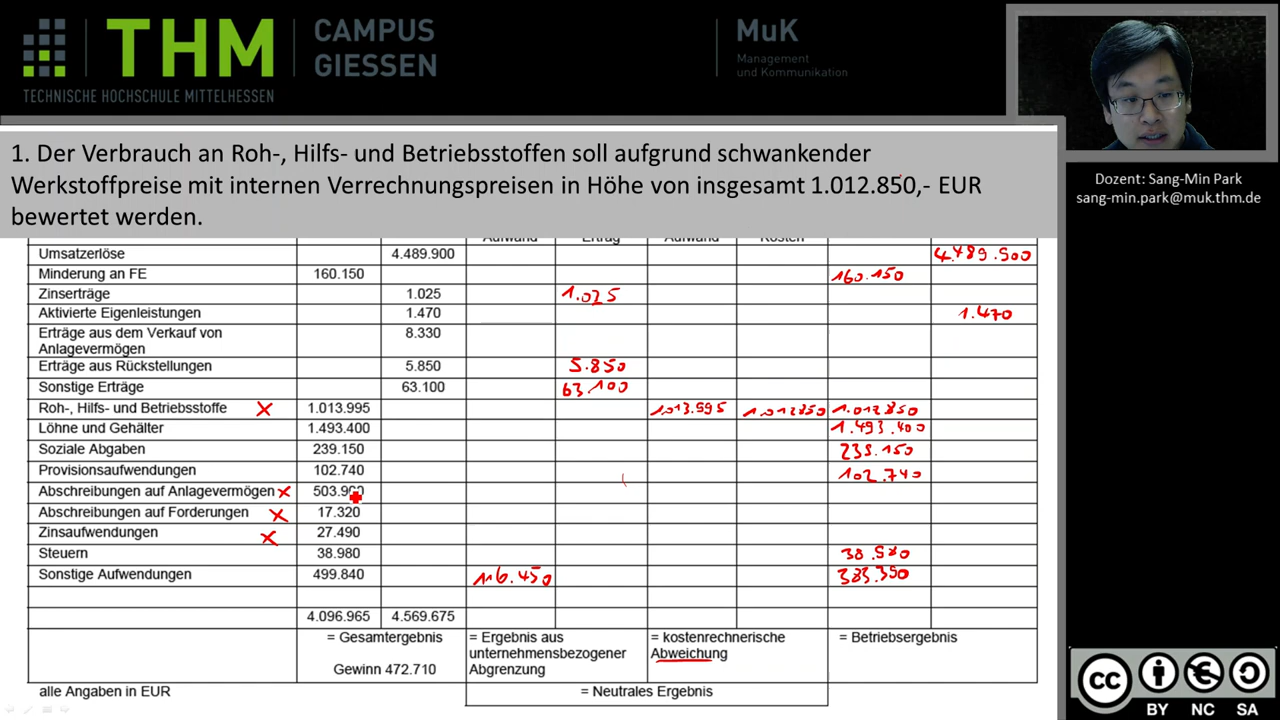 THM
CAMPUS
GIESSEN
TECHNISCHE HOCHSCHULE MITTELHESSEN
MuK
Management
und Kommunikation
Dozent: Sang-Min Park
sang-min.park@muk.thm.de
1. Der Verbrauch an Roh-, Hilfs- und Betriebsstoffen soll aufgrund schwankender
Werkstoffpreise mit internen Verrechnungspreisen in Höhe von insgesamt 1.012.850,- EUR
bewertet werden.
Aufwand Ertrag Aufwand Kosten
Umsatzerlöse 4.489.900 4.489.900
Minderung an FE 160.150 160.150
Zinserträge 1.025 1.025
Aktivierte Eigenleistungen 1.470 1.470
Erträge aus dem Verkauf von 8.330
Anlagevermögen
Erträge aus Rückstellungen 5.850 5.850
Sonstige Erträge 63.100 63.100
Roh-, Hilfs- und Betriebsstoffe X 1.013.995 1.013.995 1.012850 1.012850
Löhne und Gehälter 1.493.400 1.493.400
Soziale Abgaben 239.150 239.150
Provisionsaufwendungen 102.740 102.740
Abschreibungen auf Anlagevermögen X 503.900
Abschreibungen auf Forderungen X 17.320
Zinsaufwendungen X 27.490
Steuern 38.980 38.980
Sonstige Aufwendungen 499.840 116.450 383.390
4.096.965 4.569.675
= Gesamtergebnis = Ergebnis aus = kostenrechnerische = Betriebsergebnis
unternehmensbezogener Abweichung
Gewinn 472.710 Abgrenzung
alle Angaben in EUR = Neutrales Ergebnis
CC
BY NC SA